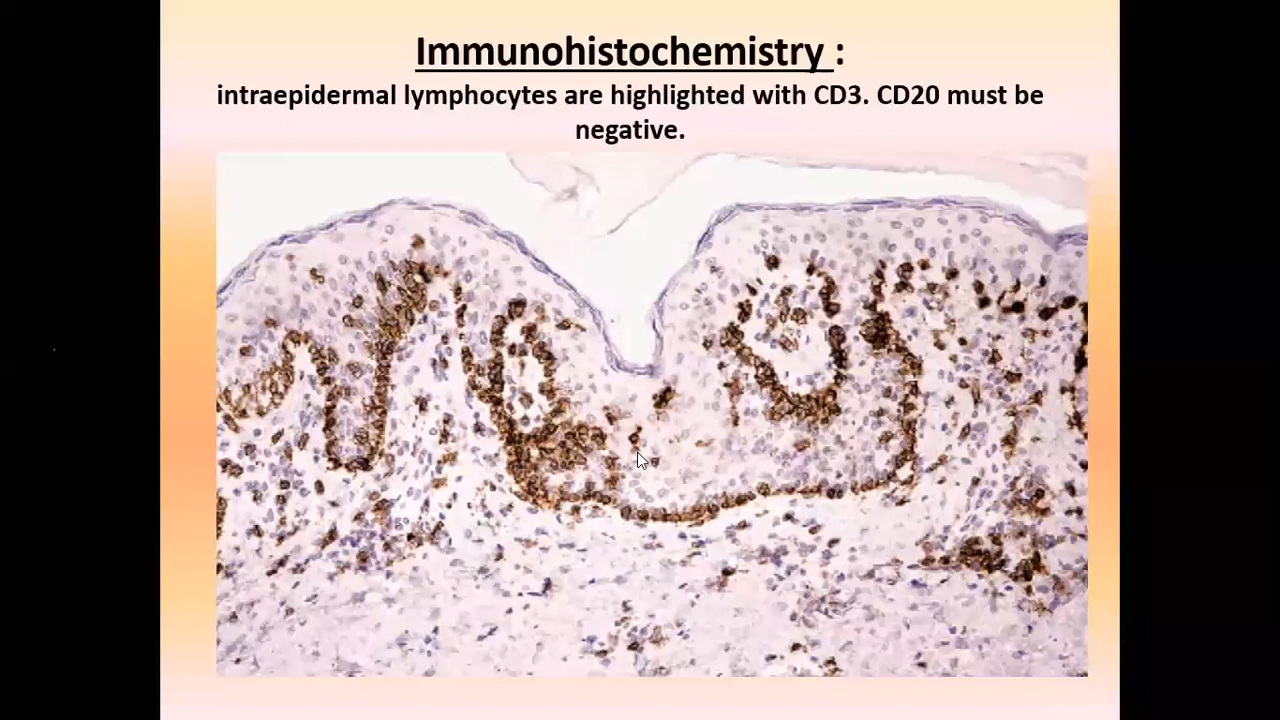 Immunohistochemistry :
intraepidermal lymphocytes are highlighted with CD3. CD20 must be
negative.